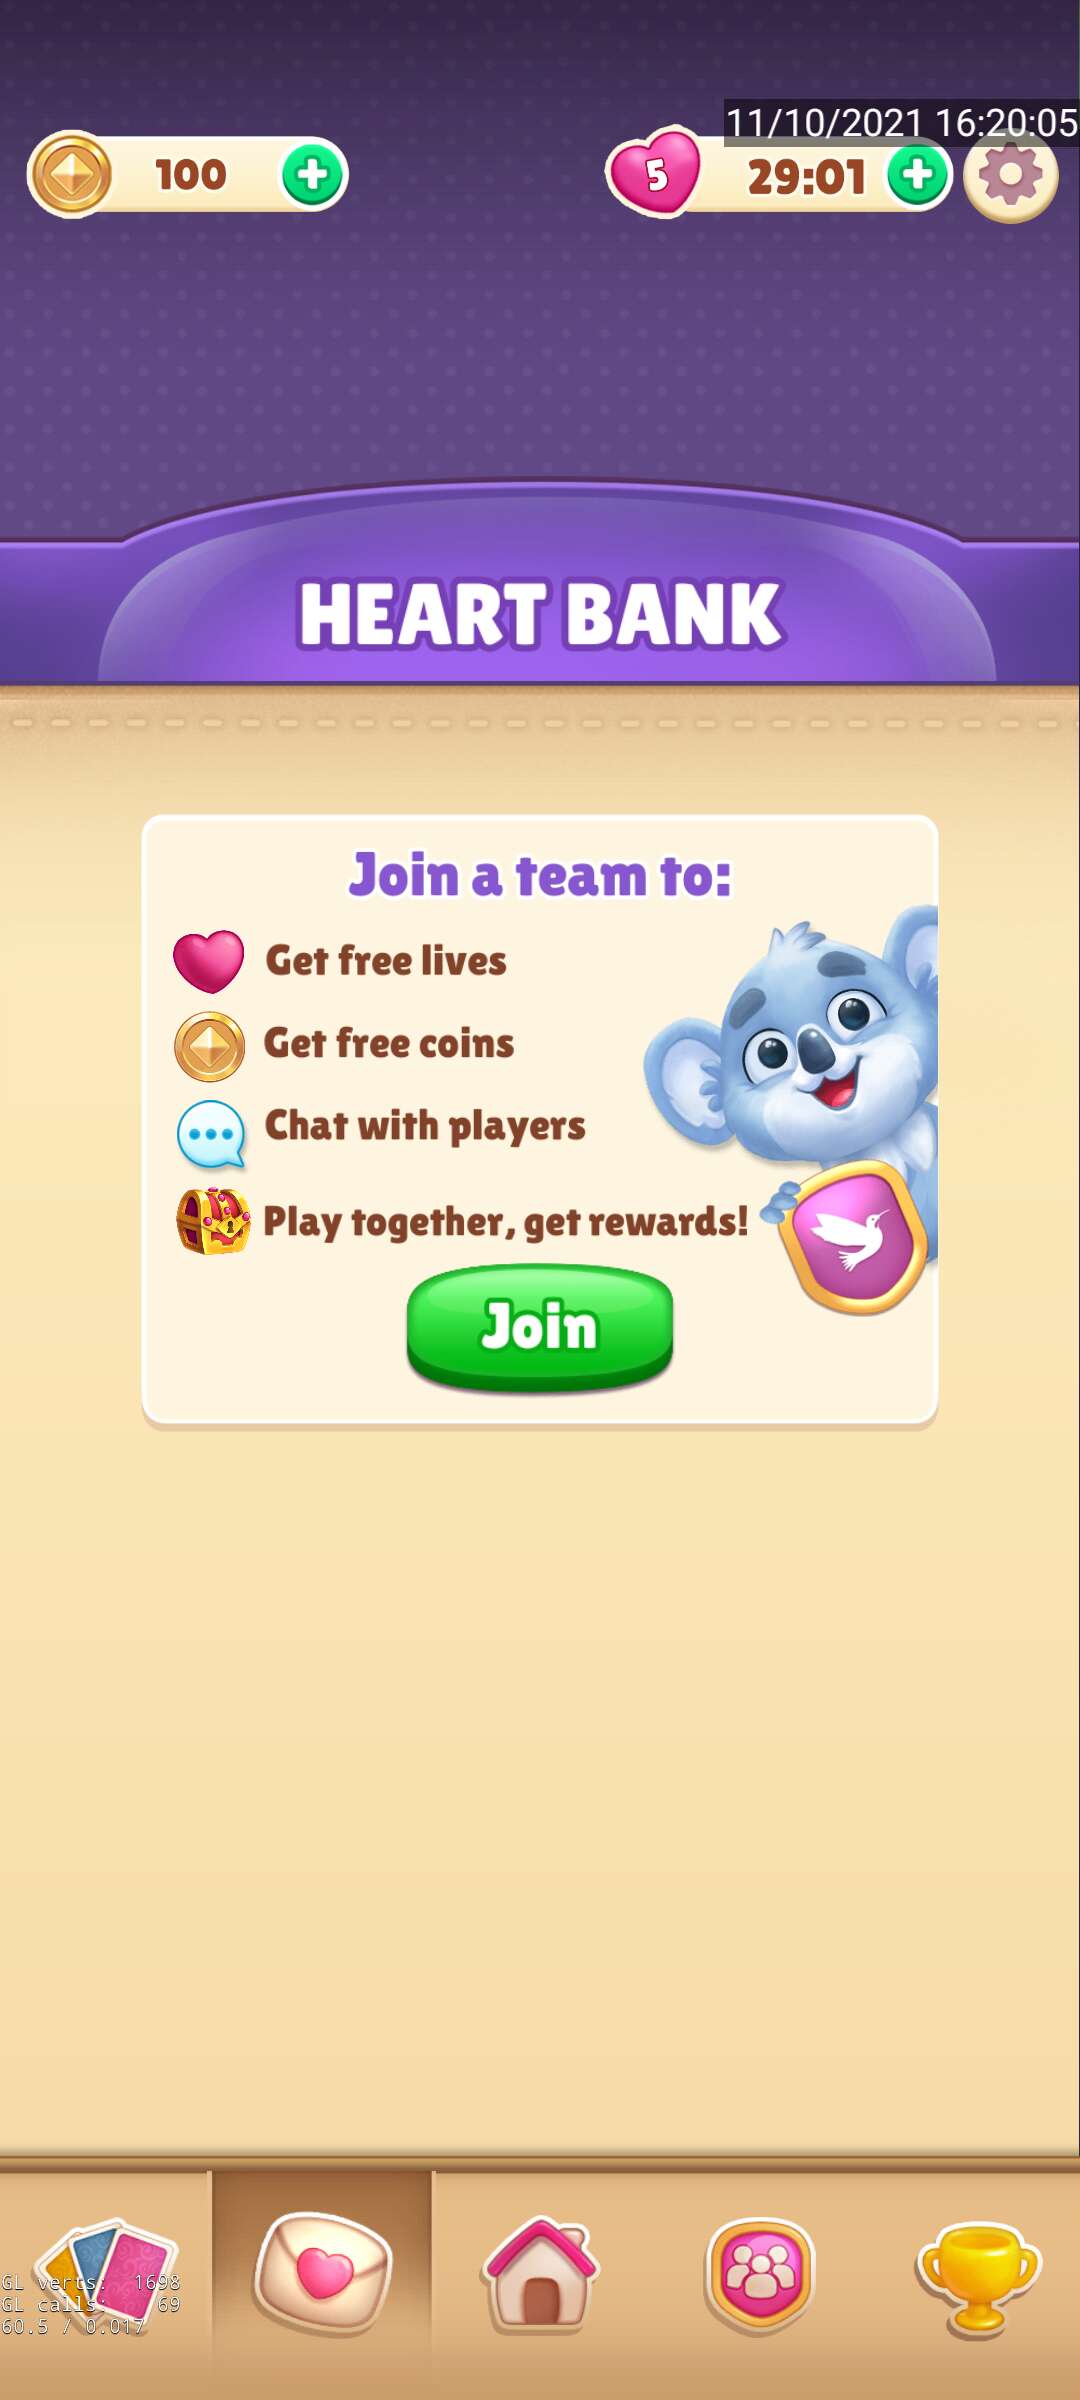 11/10/2021 16:20:05
100
5
29:01
HEART BANK
Join a team to:
Get free lives
Get free coins
Chat with players
Play together, get rewards!
Join
GL verts: 1698
GL calls: 69
60.5 / 0.017